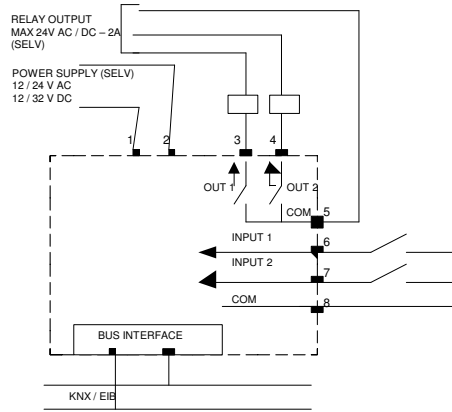 RELAY OUTPUT
MAX 24V AC / DC – 2A
(SELV)
POWER SUPPLY (SELV)
12 / 24 V AC
12 / 32 V DC
1
2
3
4
OUT 1
OUT 2
COM
5
INPUT 1
6
INPUT 2
7
COM
8
BUS INTERFACE
KNX / EIB